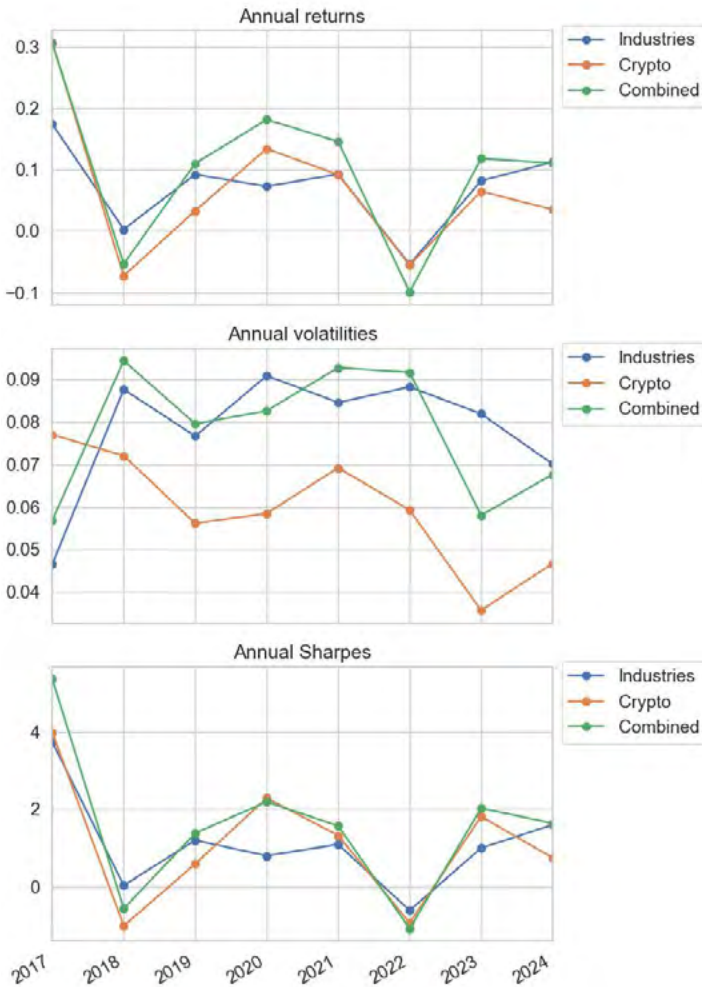 Annual returns
Industries
Crypto
Combined
0.3
0.2
0.1
0.0
−0.1
Annual volatilities
Industries
Crypto
Combined
0.09
0.08
0.07
0.06
0.05
0.04
Annual Sharpes
Industries
Crypto
Combined
4
2
0
2017 2018 2019 2020 2021 2022 2023 2024